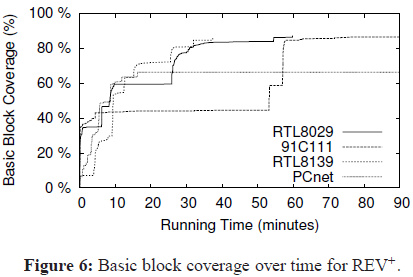 100 %
80 %
60 %
40 %
20 %
0 %
Basic Block Coverage (%)
RTL8029
91C111
RTL8139
PCnet
0 10 20 30 40 50 60 70 80 90
Running Time (minutes)
Figure 6: Basic block coverage over time for REV+.